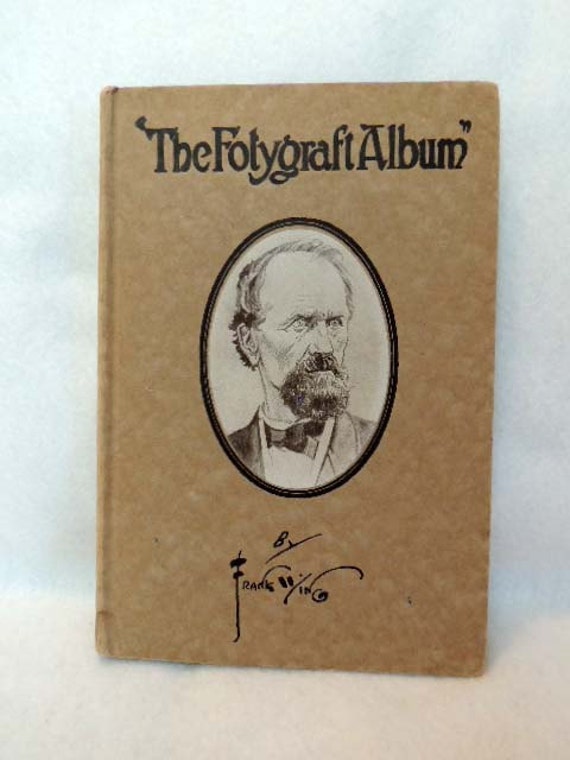 "The Fotygraft Album"
By
Frank Wing